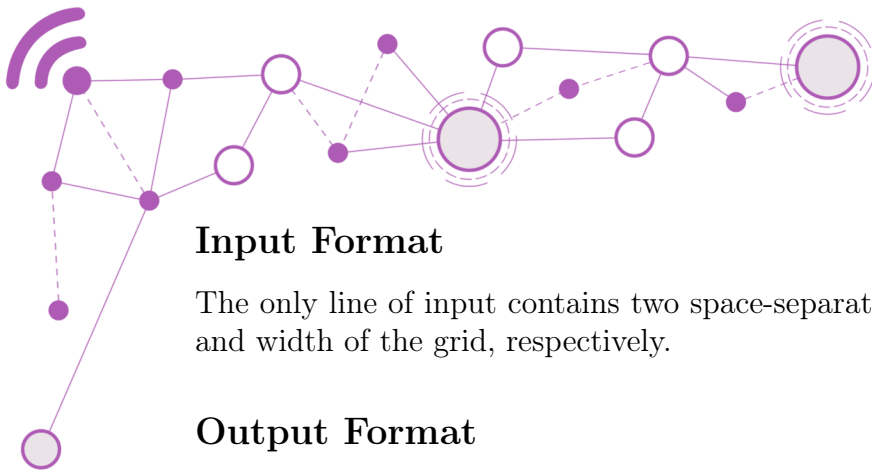 Input Format
The only line of input contains two space-separat
and width of the grid, respectively.
Output Format